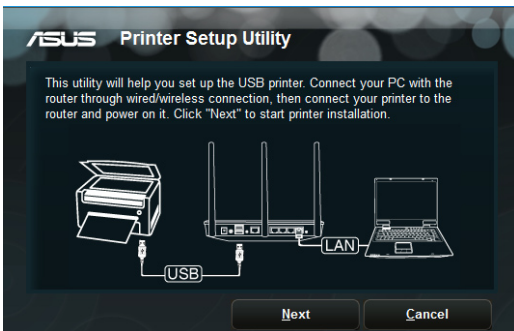 ASUS Printer Setup Utility
This utility will help you set up the USB printer. Connect your PC with the
router through wired/wireless connection, then connect your printer to the
router and power on it. Click "Next" to start printer installation.
LAN
USB
Next Cancel